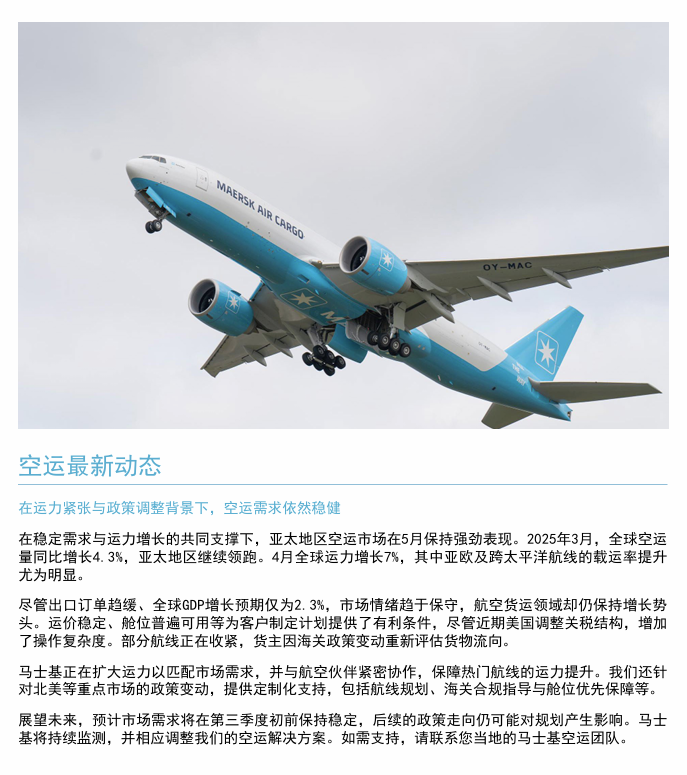 MAERSK AIR CARGO
OY-MAC
空运最新动态
在运力紧张与政策调整背景下，空运需求依然稳健
在稳定需求与运力增长的共同支撑下，亚太地区空运市场在5月保持强劲表现。2025年3月，全球空运
量同比增长4.3%，亚太地区继续领跑。4月全球运力增长7%，其中亚欧及跨太平洋航线的载运率提升
尤为明显。
尽管出口订单趋缓、全球GDP增长预期仅为2.3%，市场情绪趋于保守，航空货运领域却仍保持增长势
头。运价稳定、舱位普遍可用等为客户制定计划提供了有利条件，尽管近期美国调整关税结构，增加
了操作复杂度。部分航线正在收紧，货主因海关政策变动重新评估货物流向。
马士基正在扩大运力以匹配市场需求，并与航空伙伴紧密协作，保障热门航线的运力提升。我们还针
对北美等重点市场的政策变动，提供定制化支持，包括航线规划、海关合规指导与舱位优先保障等。
展望未来，预计市场需求将在第三季度初前保持稳定，后续的政策走向仍可能对规划产生影响。马士
基将持续监测，并相应调整我们的空运解决方案。如需支持，请联系您当地的马士基空运团队。